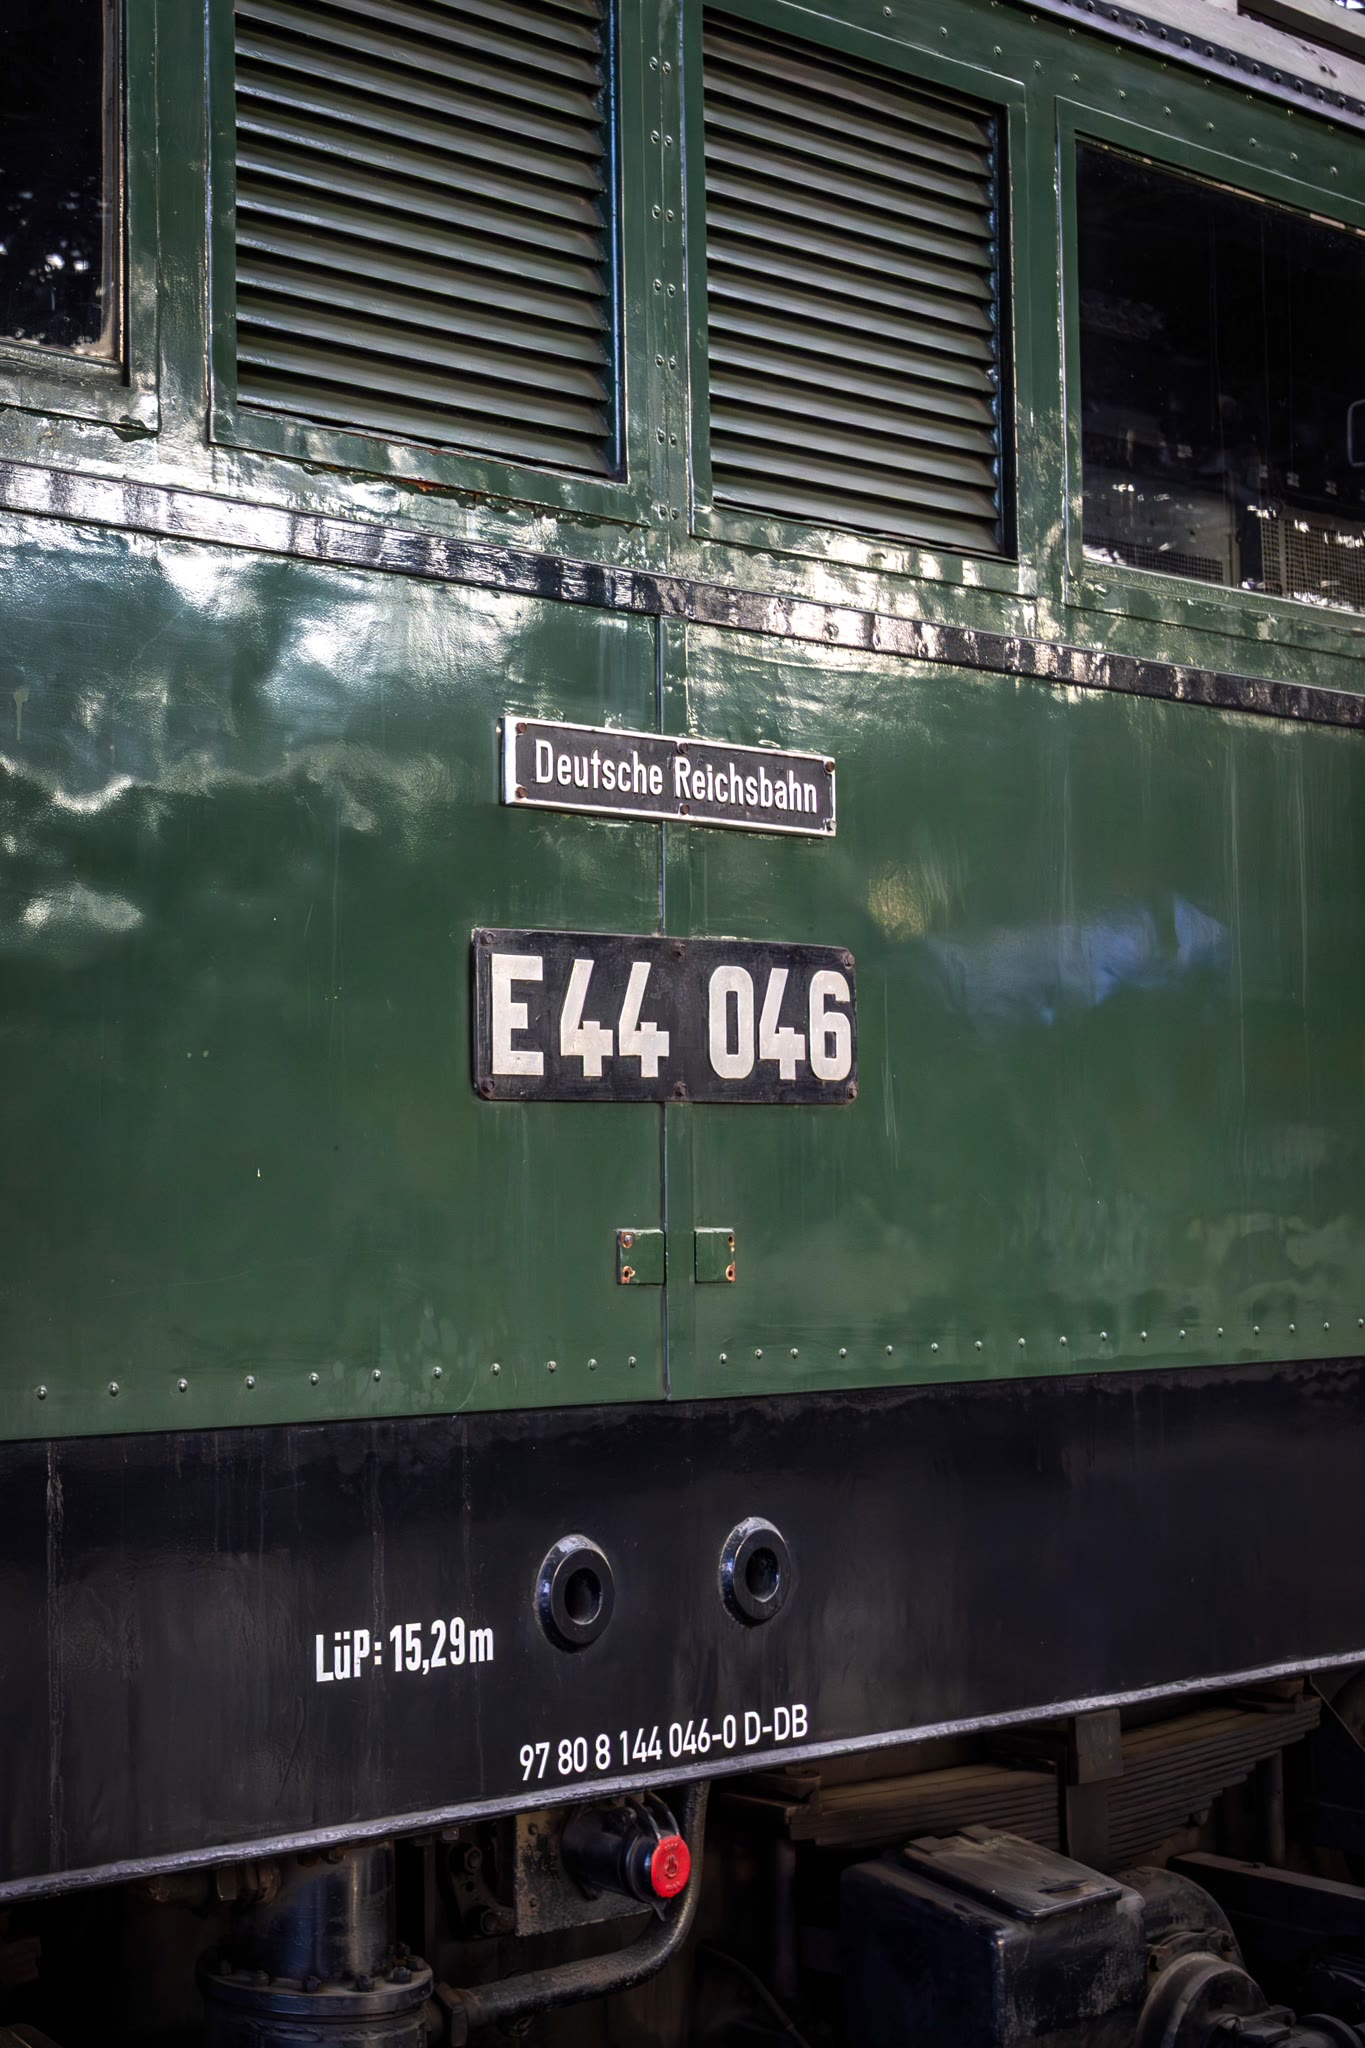 Deutsche Reichsbahn
E44 046
LüP: 15,29m
97 80 8 144 046-0 D-DB